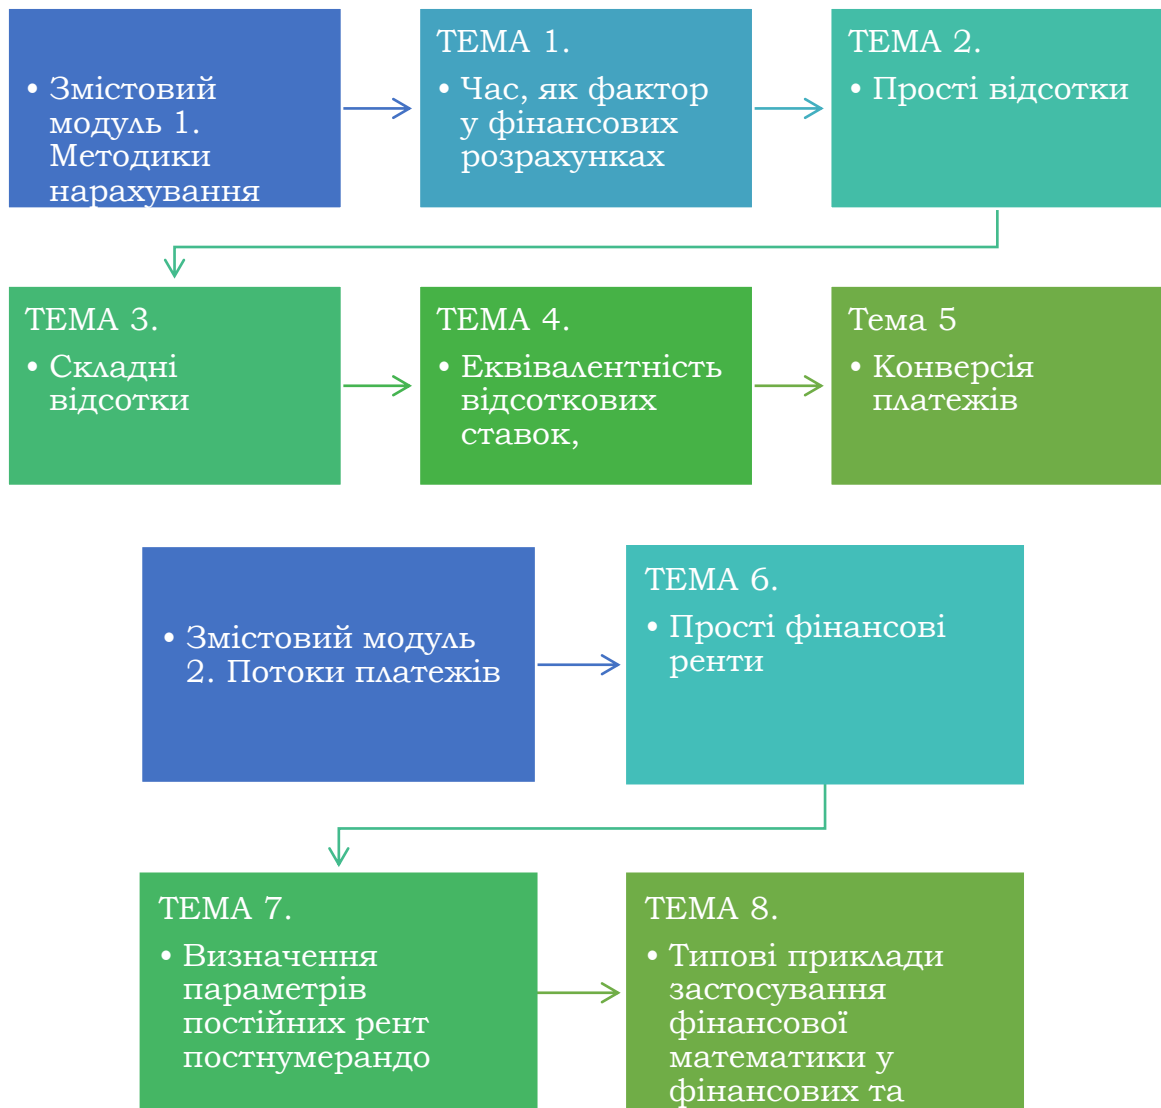 • Змістовий
модуль 1.
Методики
нарахування
ТЕМА 1.
• Час, як фактор
у фінансових
розрахунках
ТЕМА 2.
• Прості відсотки
ТЕМА 3.
• Складні
відсотки
ТЕМА 4.
• Еквівалентність
відсоткових
ставок,
Тема 5
• Конверсія
платежів
• Змістовий модуль
2. Потоки платежів
ТЕМА 6.
• Прості фінансові
ренти
ТЕМА 7.
• Визначення
параметрів
постійних рент
постнумерандо
ТЕМА 8.
• Типові приклади
застосування
фінансової
математики у
фінансових та